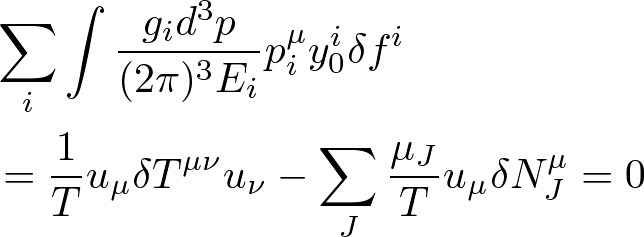 \sum_i \int \frac{g_i d^3 p}{(2\pi)^3 E_i} p_i^\mu y_0^i \delta f^i
= \frac{1}{T} u_\mu \delta T^{\mu\nu} u_\nu - \sum_J \frac{\mu_J}{T} u_\mu \delta N_J^\mu = 0